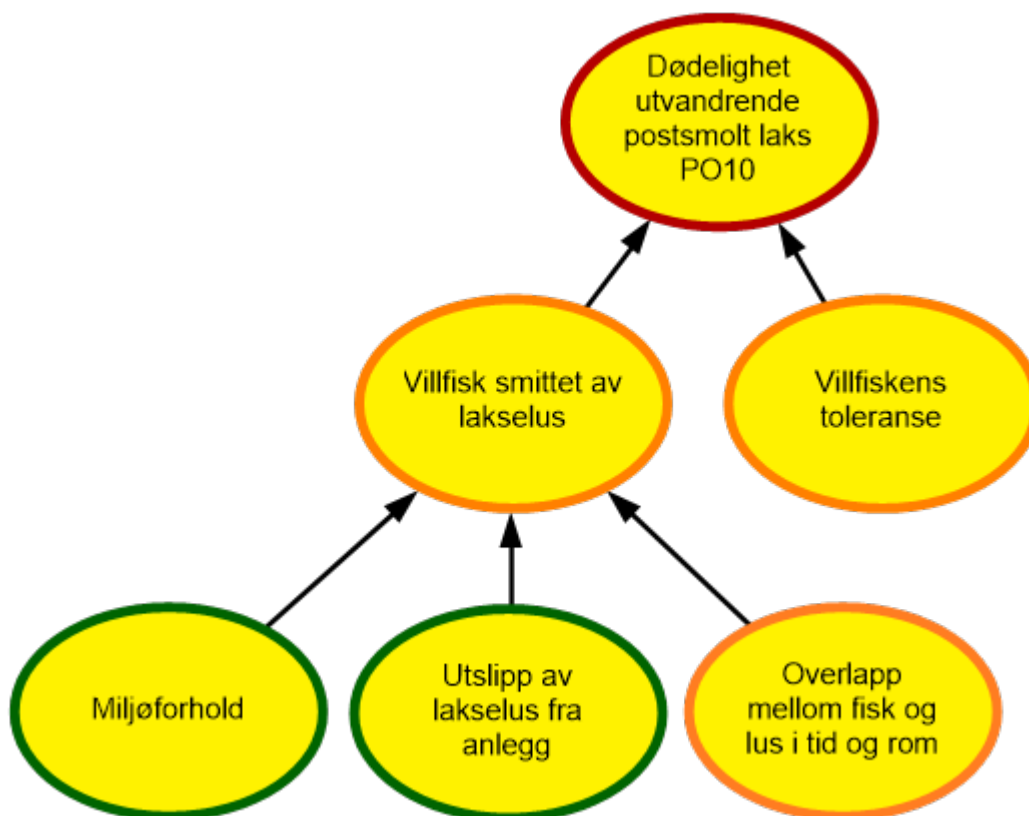 Dødelighet
utvandrende
postsmolt laks
PO10
Villfisk smittet av
lakselus
Villfiskens
toleranse
Miljøforhold
Utslipp av
lakselus fra
anlegg
Overlapp
mellom fisk og
lus i tid og rom